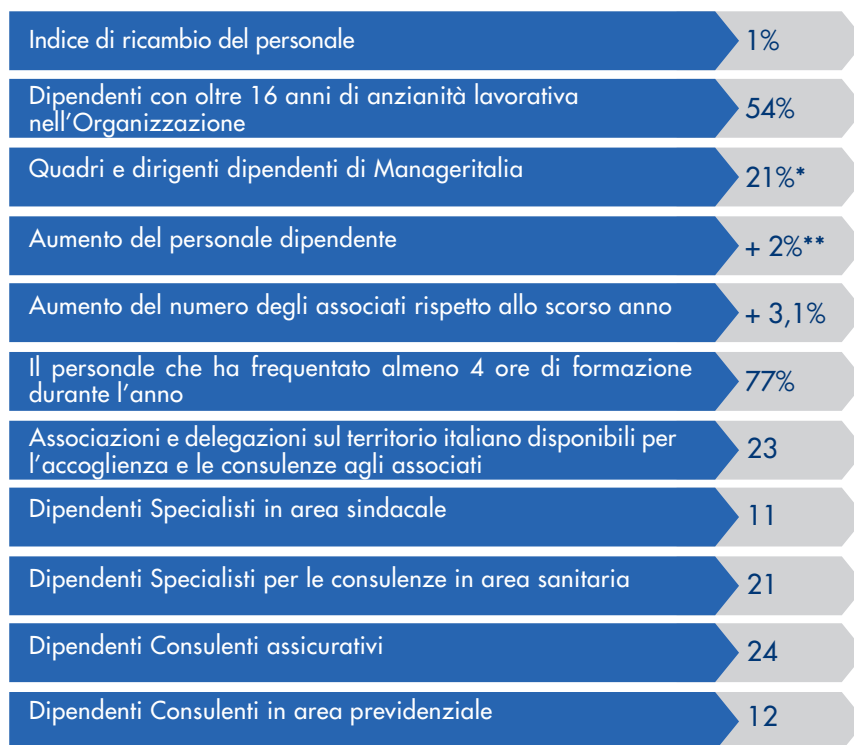 Indice di ricambio del personale 1%
Dipendenti con oltre 16 anni di anzianità lavorativa
nell'Organizzazione 54%
Quadri e dirigenti dipendenti di Manageritalia 21%*
Aumento del personale dipendente + 2%**
Aumento del numero degli associati rispetto allo scorso anno + 3,1%
Il personale che ha frequentato almeno 4 ore di formazione
durante l'anno 77%
Associazioni e delegazioni sul territorio italiano disponibili per
l'accoglienza e le consulenze agli associati 23
Dipendenti Specialisti in area sindacale 11
Dipendenti Specialisti per le consulenze in area sanitaria 21
Dipendenti Consulenti assicurativi 24
Dipendenti Consulenti in area previdenziale 12